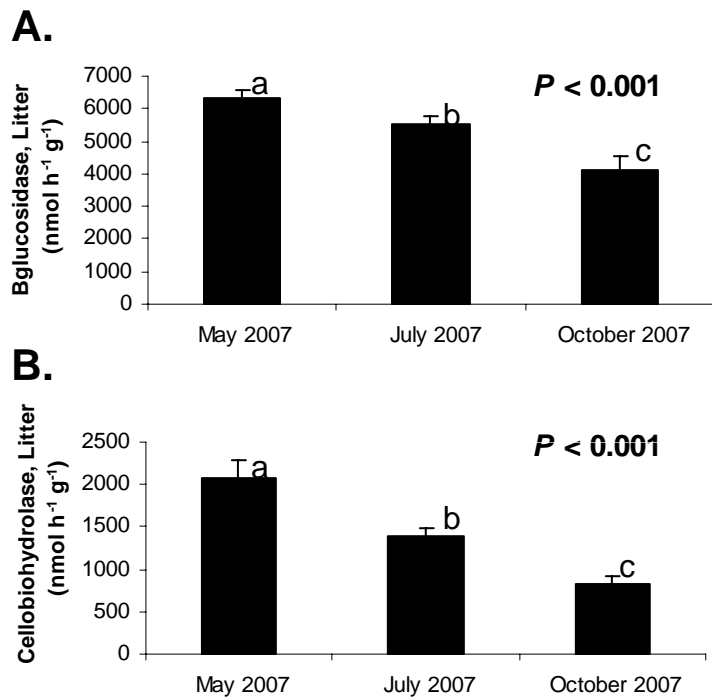 A.
Bglucosidase, Litter
(nmol h⁻¹ g⁻¹)
7000
6000
5000
4000
3000
2000
1000
0
a
b
c
P < 0.001
May 2007
July 2007
October 2007
B.
Cellobiohydrolase, Litter
(nmol h⁻¹ g⁻¹)
2500
2000
1500
1000
500
0
a
b
c
P < 0.001
May 2007
July 2007
October 2007